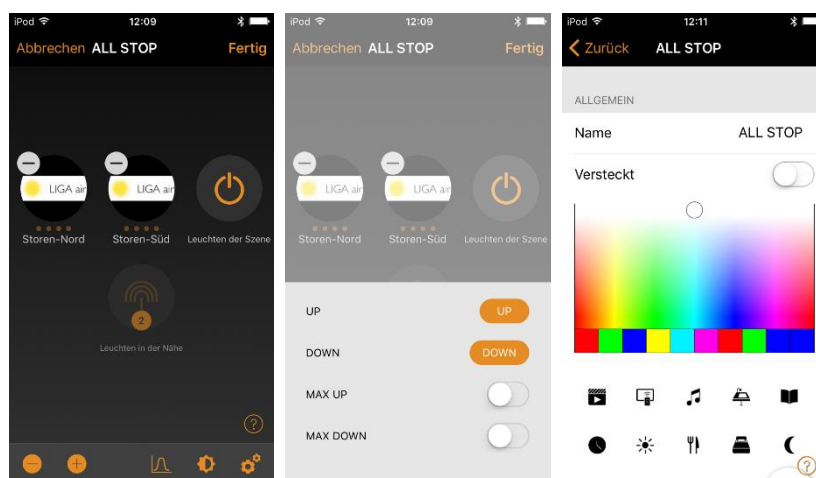 iPod 12:09
Abbrechen ALL STOP Fertig
LIGA air LIGA air
Storen-Nord Storen-Süd Leuchten der Szene
2
Leuchten in der Nähe
?
iPod 12:09
Abbrechen ALL STOP Fertig
LIGA air LIGA air
Storen-Nord Storen-Süd Leuchten der Szene
UP UP
DOWN DOWN
MAX UP
MAX DOWN
iPod 12:11
Zurück ALL STOP
ALLGEMEIN
Name ALL STOP
Versteckt
?